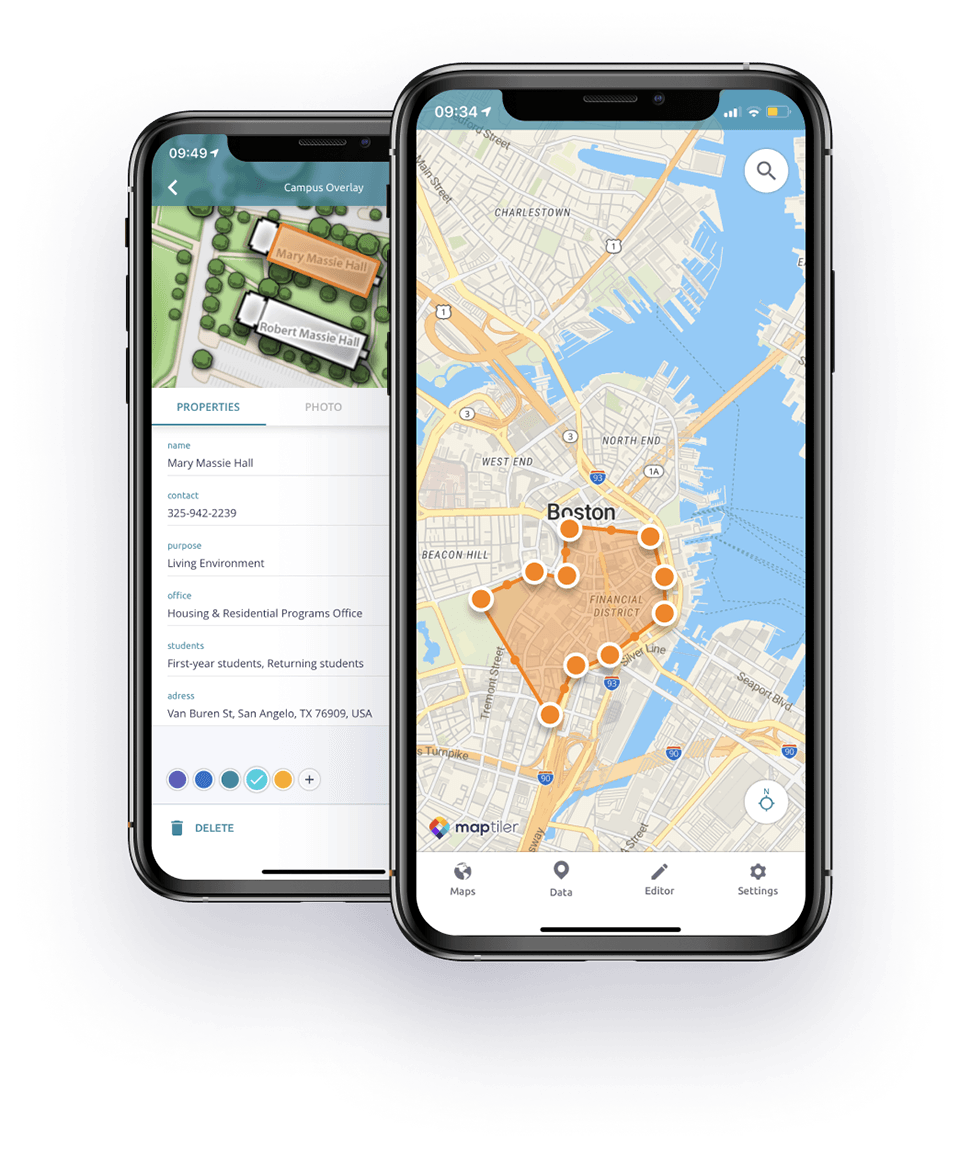 09:49
Campus Overlay
Mary Massie Hall
Robert Massie Hall
PROPERTIES
PHOTO
name
Mary Massie Hall
contact
325-942-2239
purpose
Living Environment
office
Housing & Residential Programs Office
students
First-year students, Returning students
adress
Van Buren St, San Angelo, TX 76909, USA
+
DELETE
09:34
Main Street
CHARLESTOWN
1
1
3
3
NORTH END
WEST END
1A
93
Boston
BEACON HILL
FINANCIAL
DISTRICT
Silver Line
Tremont Street
93
Seaport Blvd
Turnpike
90
90
90
N
maptiler
Maps
Data
Editor
Settings